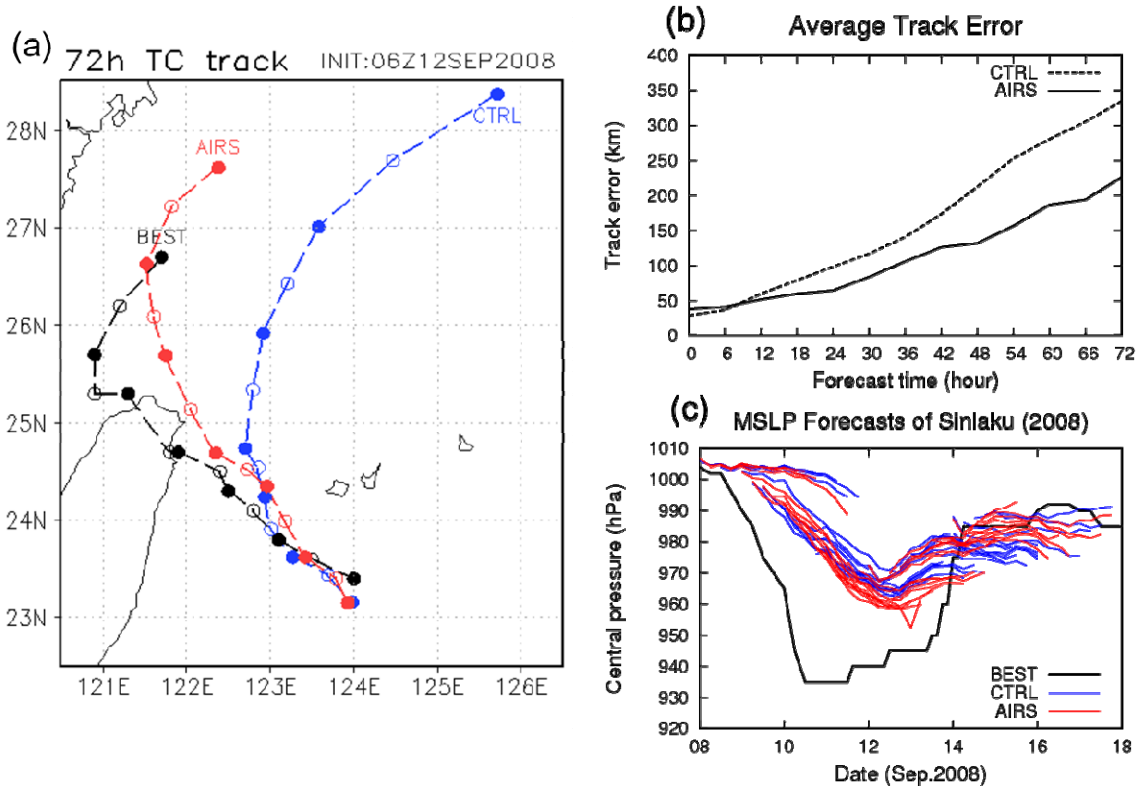 (a)
72h TC track INIT:06Z12SEP2008
CTRL
AIRS
BEST
28N
27N
26N
25N
24N
23N
121E 122E 123E 124E 125E 126E
(b) Average Track Error
CTRL
AIRS
Track error (km)
400
350
300
250
200
150
100
50
0
0 6 12 18 24 30 36 42 48 54 60 66 72
Forecast time (hour)
(c) MSLP Forecasts of Sinlaku (2008)
Central pressure (hPa)
1010
1000
990
980
970
960
950
940
930
920
BEST
CTRL
AIRS
08 10 12 14 16 18
Date (Sep.2008)